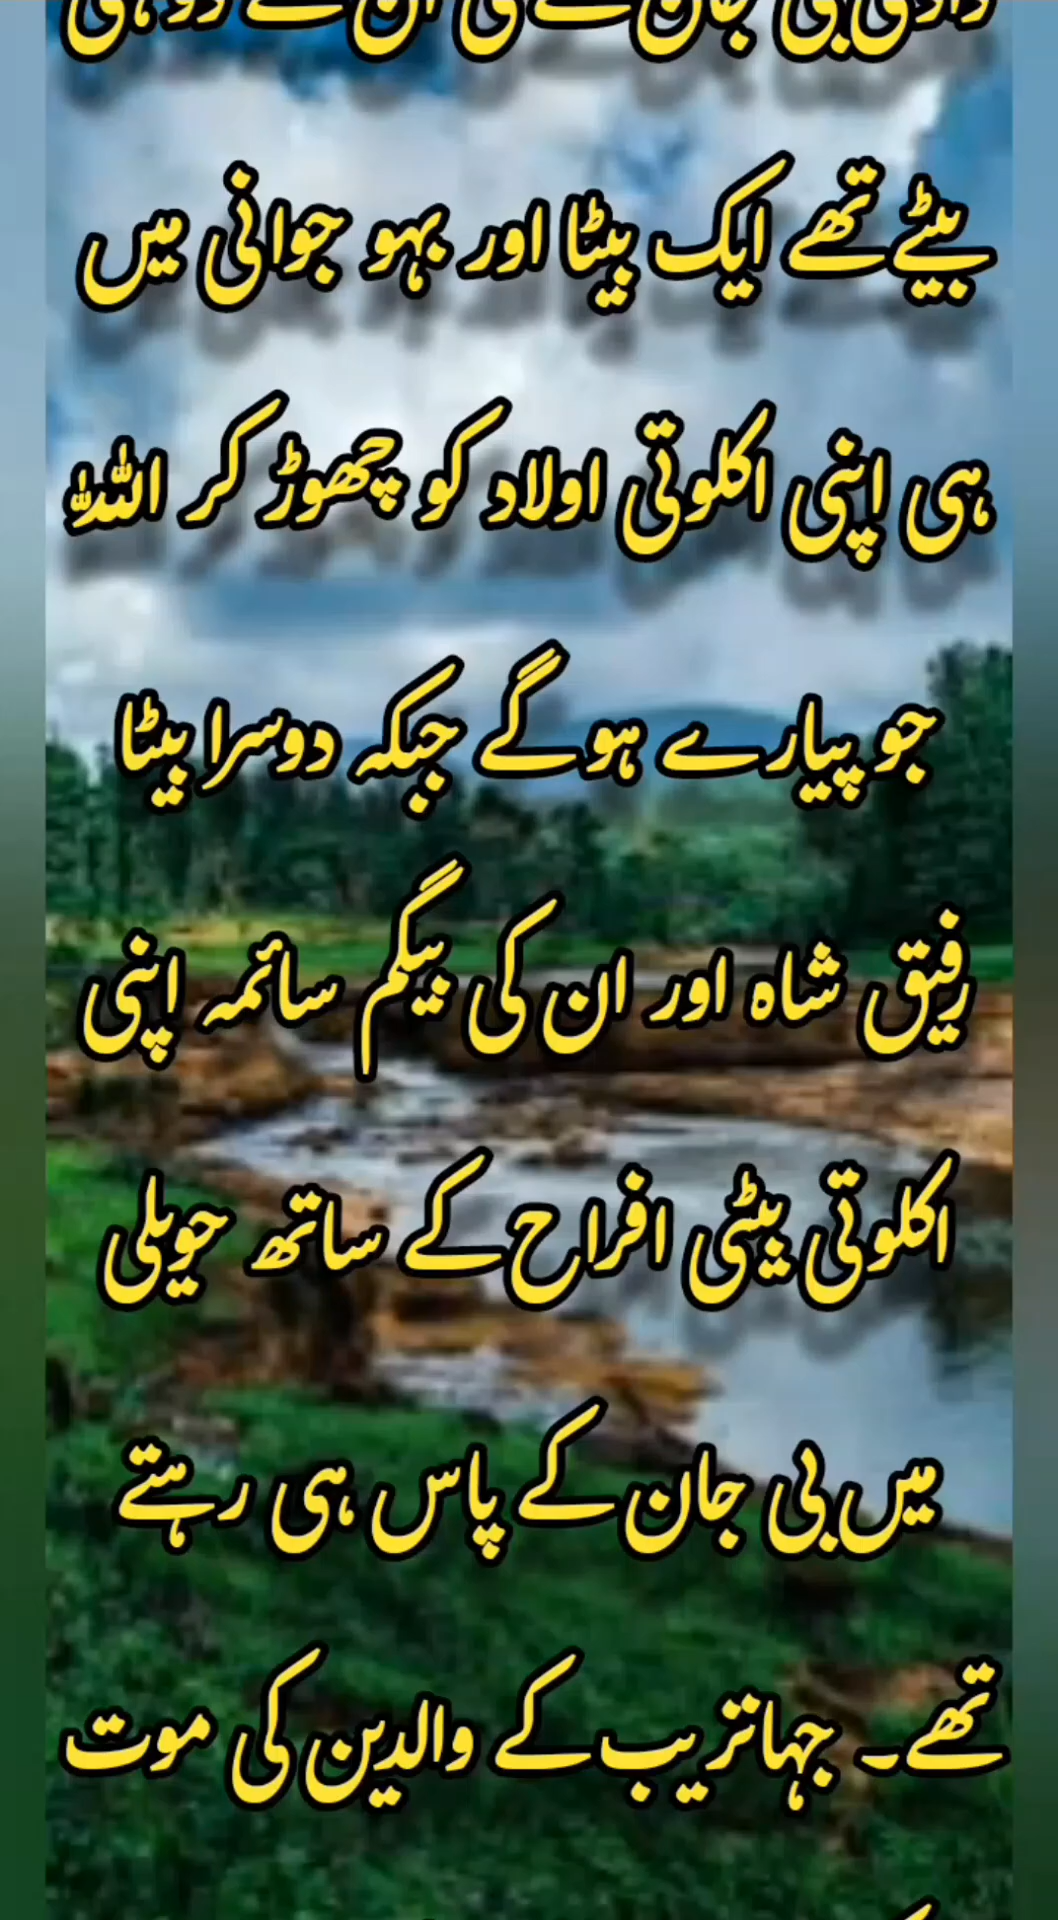 بی جان
بیٹے تھے ایک بیٹا اور بہو جوانی میں
ہی اپنی اکلوتی اولاد کو چھوڑ کر اللہ
جو پیارے ہوگے جبکہ دوسرا بیٹا
رفیق شاہ اور ان کی بیگم سائمہ اپنی
اکلوتی بیٹی افراح کے ساتھ حویلی
میں بی جان کے پاس ہی رہتے
تھے۔ جہانزیب کے والدین کی موت